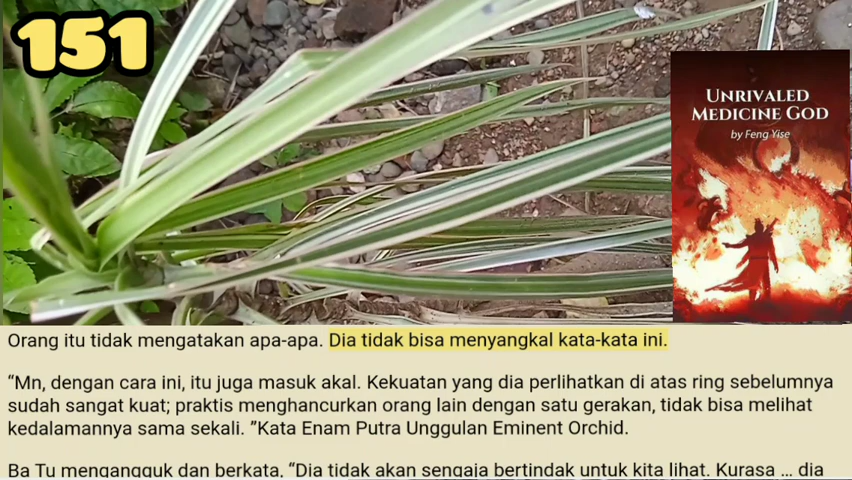 151
UNRIVALED
MEDICINE GOD
by Feng Yise
Orang itu tidak mengatakan apa-apa. Dia tidak bisa menyangkal kata-kata ini.
“Mn, dengan cara ini, itu juga masuk akal. Kekuatan yang dia perlihatkan di atas ring sebelumnya
sudah sangat kuat; praktis menghancurkan orang lain dengan satu gerakan, tidak bisa melihat
kedalamannya sama sekali. ”Kata Enam Putra Unggulan Eminent Orchid.
Ba Tu mengangguk dan berkata, “Dia tidak akan sengaja bertindak untuk kita lihat. Kurasa ... dia